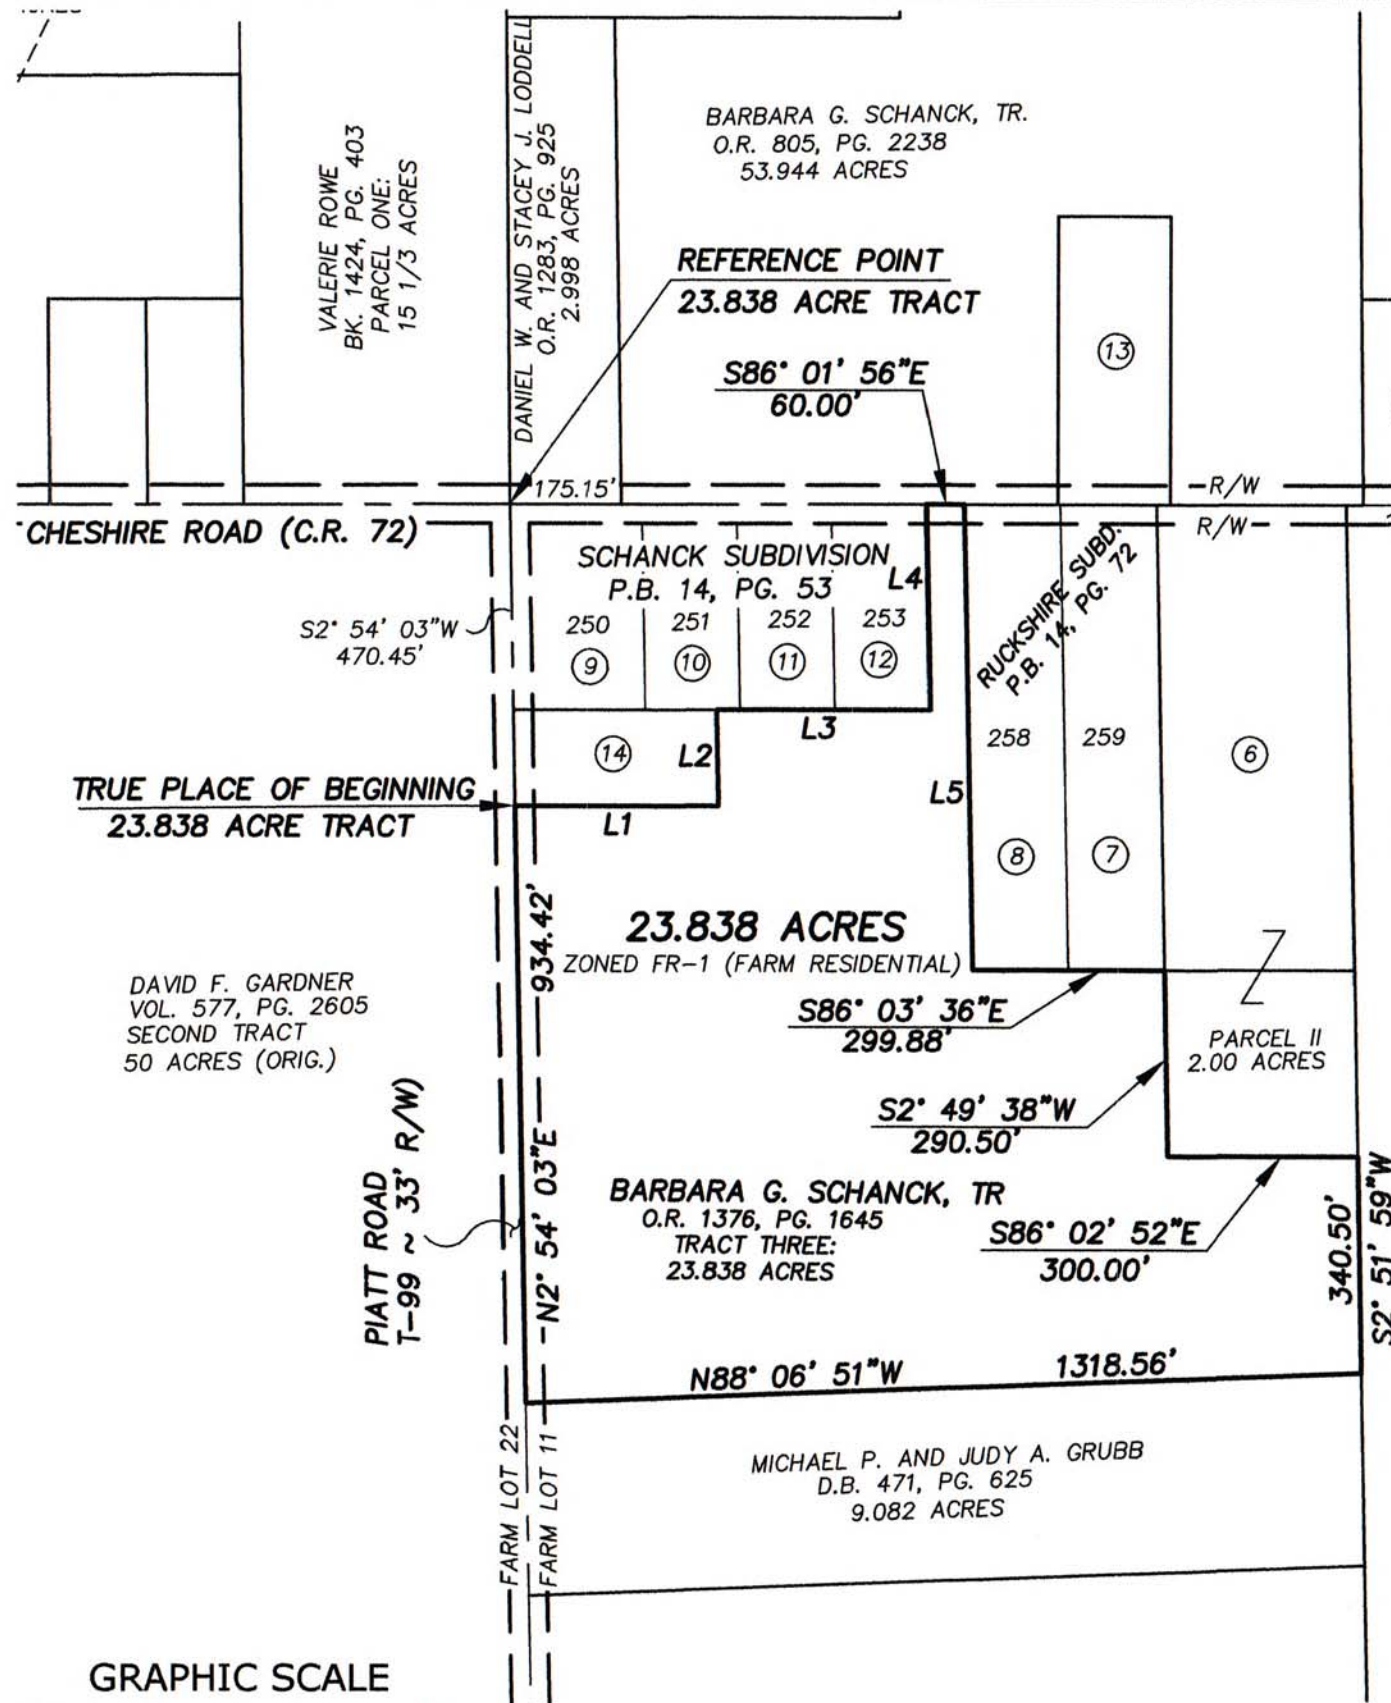 VALERIE ROWE
BK. 1424, PG. 403
PARCEL ONE:
15 1/3 ACRES
DANIEL W. AND STACEY J. LODDELL
O.R. 1283, PG. 925
2.998 ACRES
BARBARA G. SCHANCK, TR.
O.R. 805, PG. 2238
53.944 ACRES
REFERENCE POINT
23.838 ACRE TRACT
S86° 01' 56"E
60.00'
13
175.15'
R/W
CHESHIRE ROAD (C.R. 72)
R/W
SCHANCK SUBDIVISION
P.B. 14, PG. 53
L4
RUCKSHIRE SUBD.
P.B. 14, PG. 72
S2° 54' 03"W
470.45'
250
251
252
253
9
10
11
12
L3
14
L2
258
259
6
TRUE PLACE OF BEGINNING
23.838 ACRE TRACT
L1
L5
8
7
934.42'
23.838 ACRES
ZONED FR-1 (FARM RESIDENTIAL)
DAVID F. GARDNER
VOL. 577, PG. 2605
SECOND TRACT
50 ACRES (ORIG.)
S86° 03' 36"E
299.88'
PARCEL II
2.00 ACRES
S2° 49' 38"W
290.50'
PIATT ROAD
T-99 ~ 33' R/W)
N2° 54' 03"E
BARBARA G. SCHANCK, TR
O.R. 1376, PG. 1645
TRACT THREE:
23.838 ACRES
S86° 02' 52"E
300.00'
340.50'
S2° 51' 59"W
N88° 06' 51"W 1318.56'
FARM LOT 22
FARM LOT 11
MICHAEL P. AND JUDY A. GRUBB
D.B. 471, PG. 625
9.082 ACRES
GRAPHIC SCALE